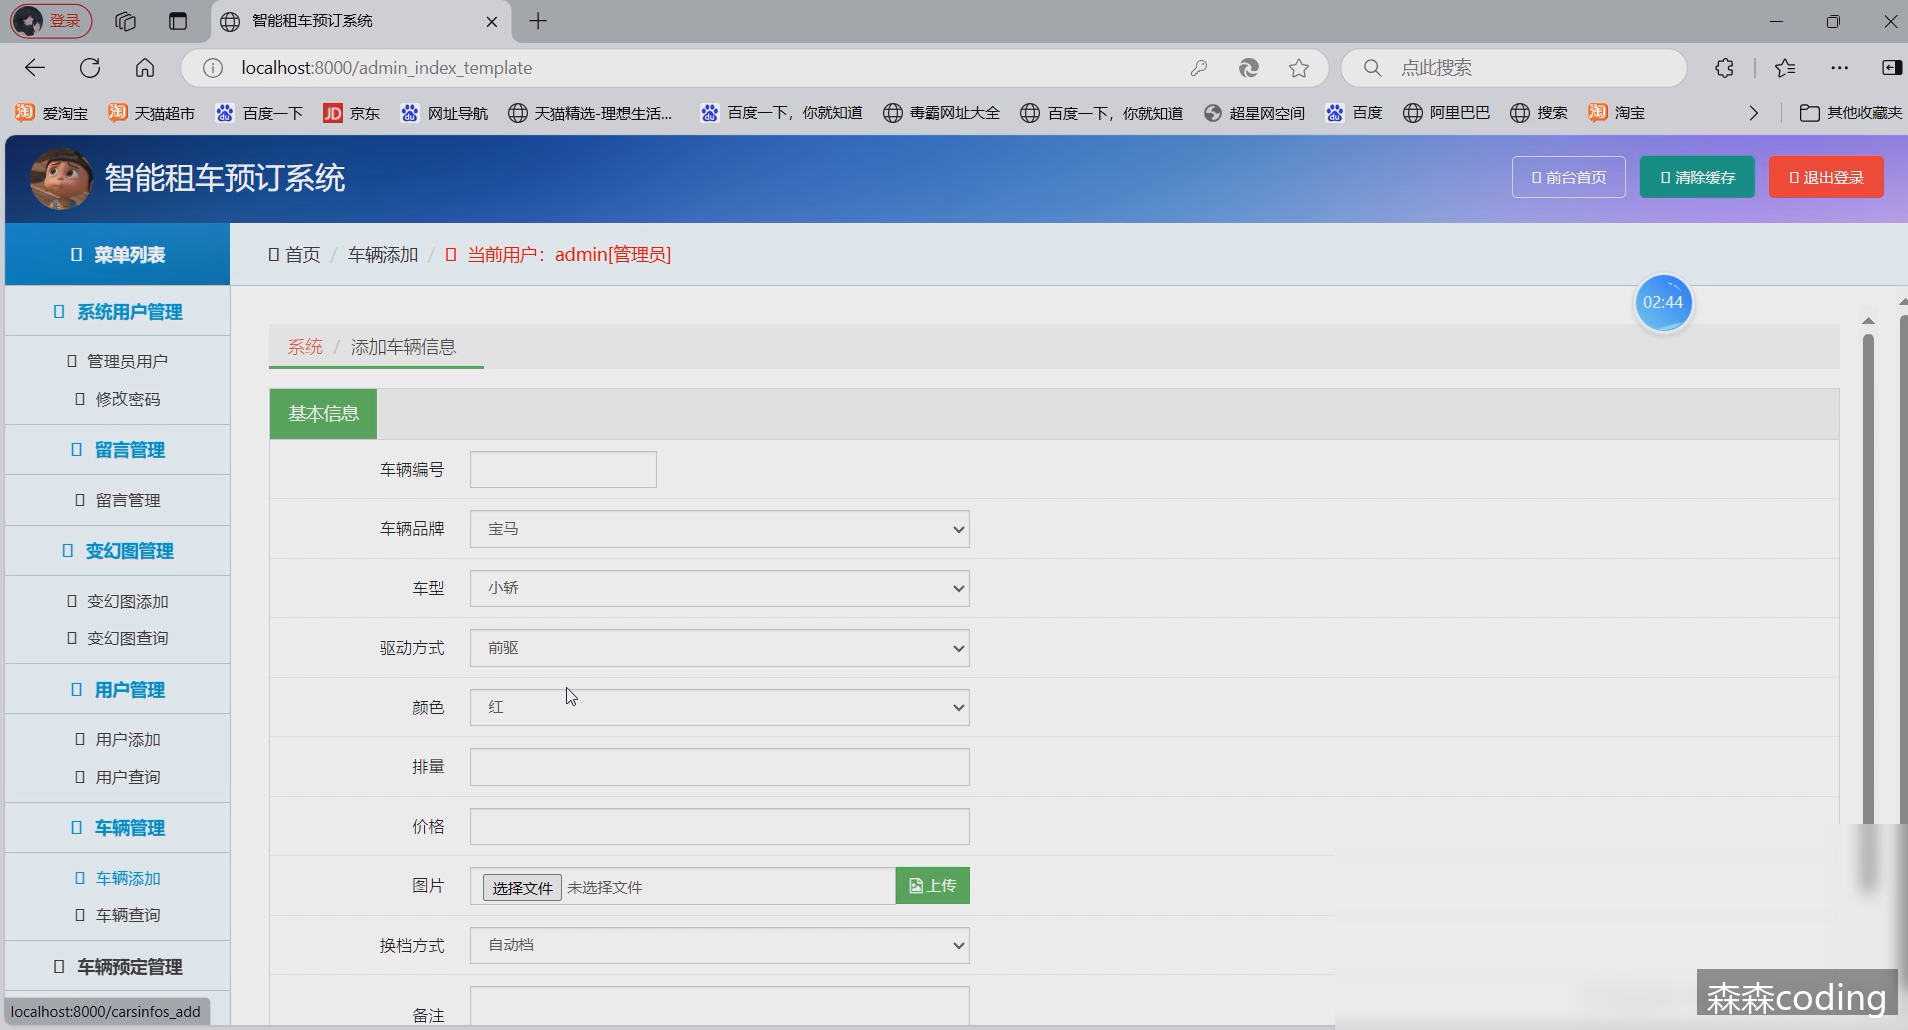 登录
智能租车预订系统
localhost:8000/admin_index_template
点此搜索
爱淘宝
天猫超市
百度一下
JD 京东
网址导航
天猫精选-理想生活...
百度一下，你就知道
毒霸网址大全
百度一下，你就知道
超星网空间
百度
阿里巴巴
搜索
淘宝
其他收藏夹
智能租车预订系统
前台首页
清除缓存
退出登录
菜单列表
首页 / 车辆添加 / 当前用户：admin[管理员]
02:44
系统用户管理
管理员用户
修改密码
留言管理
留言管理
变幻图管理
变幻图添加
变幻图查询
用户管理
用户添加
用户查询
车辆管理
车辆添加
车辆查询
车辆预定管理
系统 / 添加车辆信息
基本信息
车辆编号
车辆品牌 宝马
车型 小轿
驱动方式 前驱
颜色 红
排量
价格
图片 选择文件 未选择文件 上传
换档方式 自动档
备注
localhost:8000/carsinfos_add
森森coding